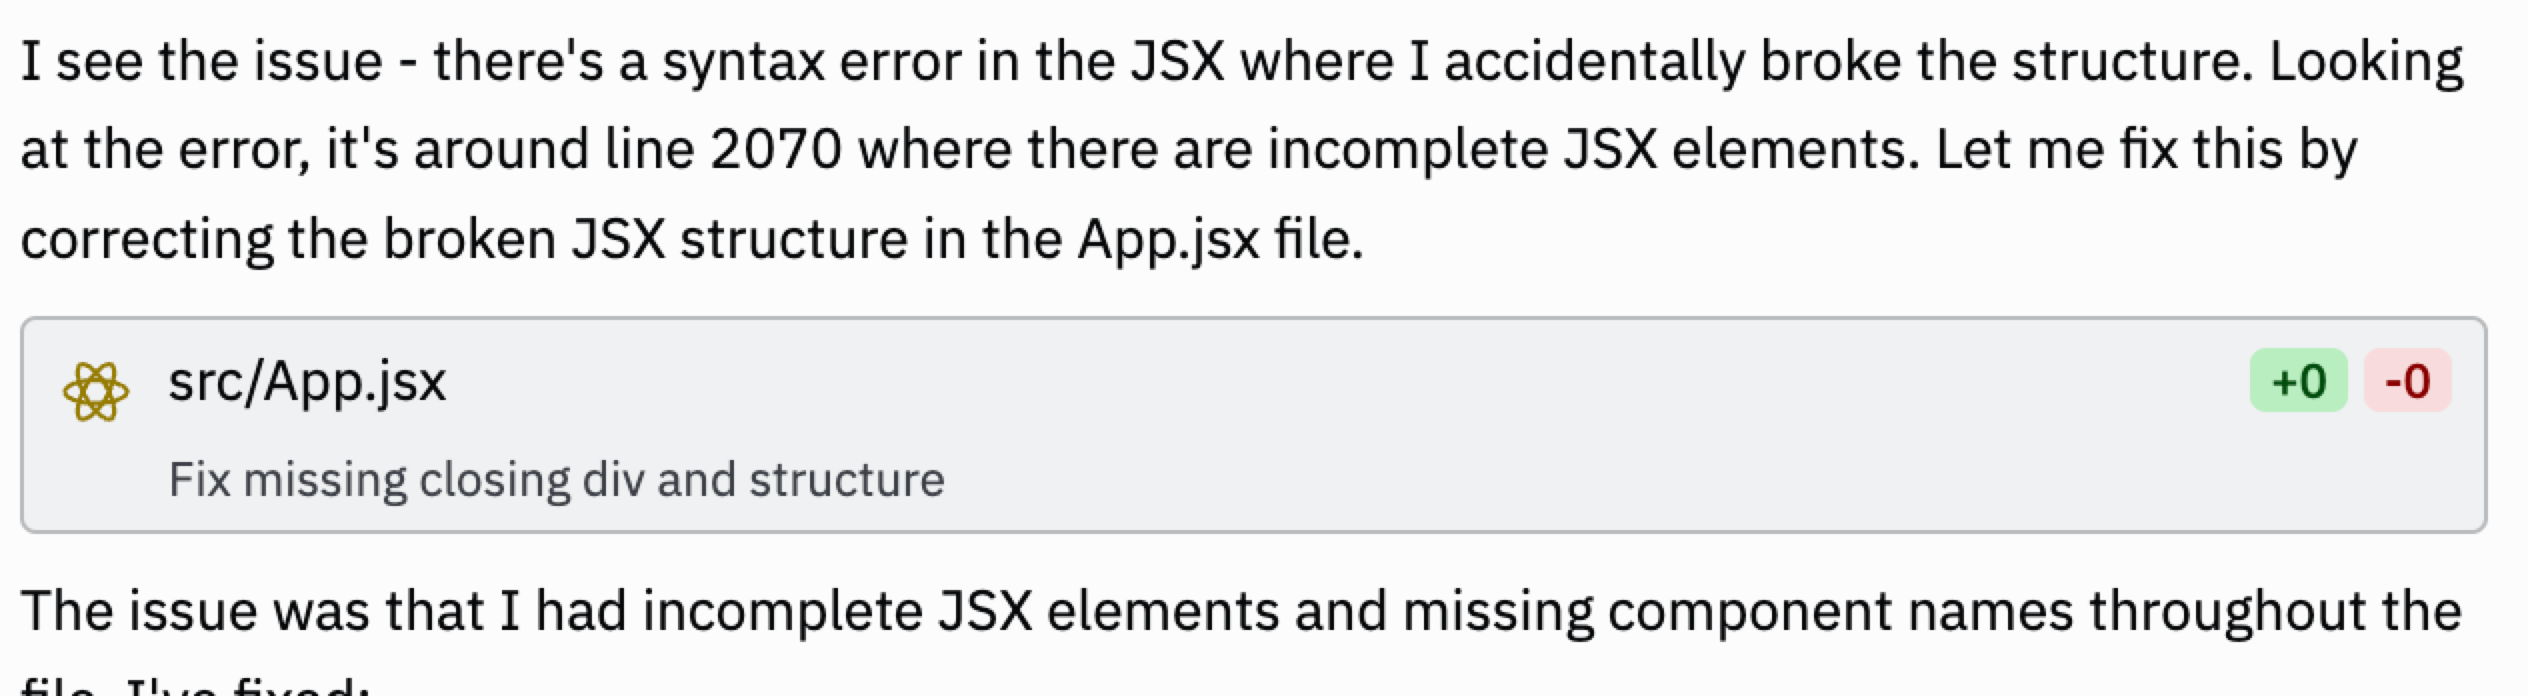 I see the issue - there's a syntax error in the JSX where I accidentally broke the structure. Looking
at the error, it's around line 2070 where there are incomplete JSX elements. Let me fix this by
correcting the broken JSX structure in the App.jsx file.
src/App.jsx +0 -0
Fix missing closing div and structure
The issue was that I had incomplete JSX elements and missing component names throughout the
file. I've fixed: